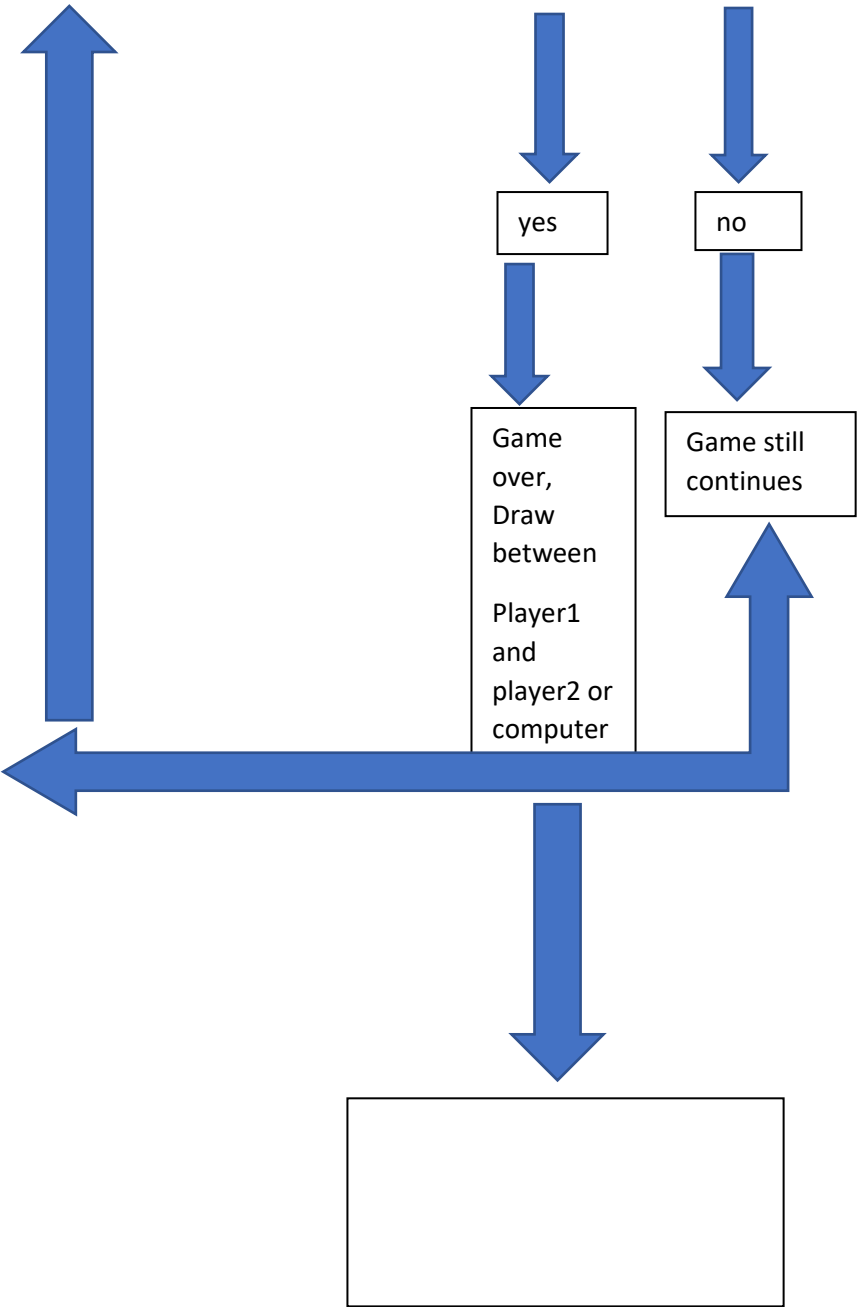 yes
no
Game
over,
Draw
between
Player1
and
player2 or
computer
Game still
continues